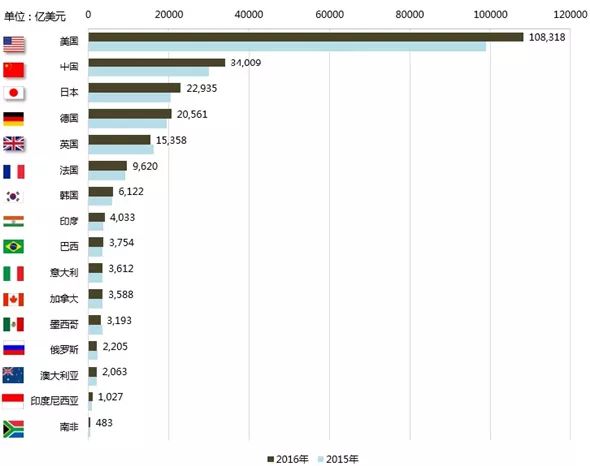 单位：亿美元
0 20000 40000 60000 80000 100000 120000
美国 108,318
中国 34,009
日本 22,935
德国 20,561
英国 15,358
法国 9,620
韩国 6,122
印度 4,033
巴西 3,754
意大利 3,612
加拿大 3,588
墨西哥 3,193
俄罗斯 2,205
澳大利亚 2,063
印度尼西亚 1,027
南非 483
2016年 2015年